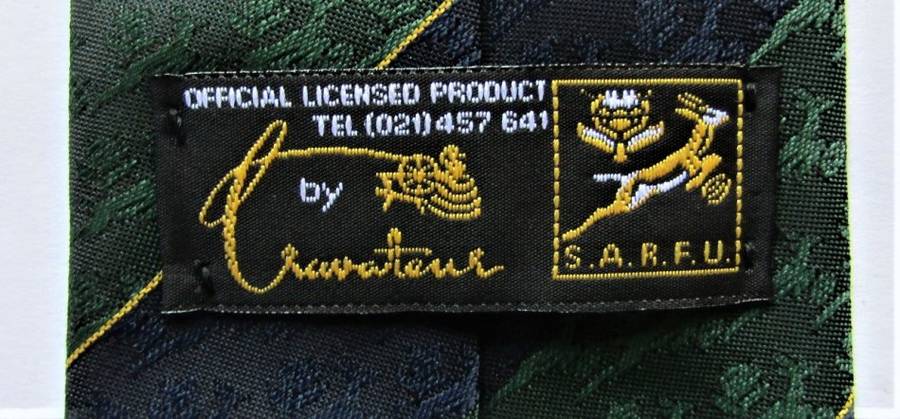 OFFICIAL LICENSED PRODUCT
TEL (021) 457 641
by
Cravateur
S.A.R.F.U.